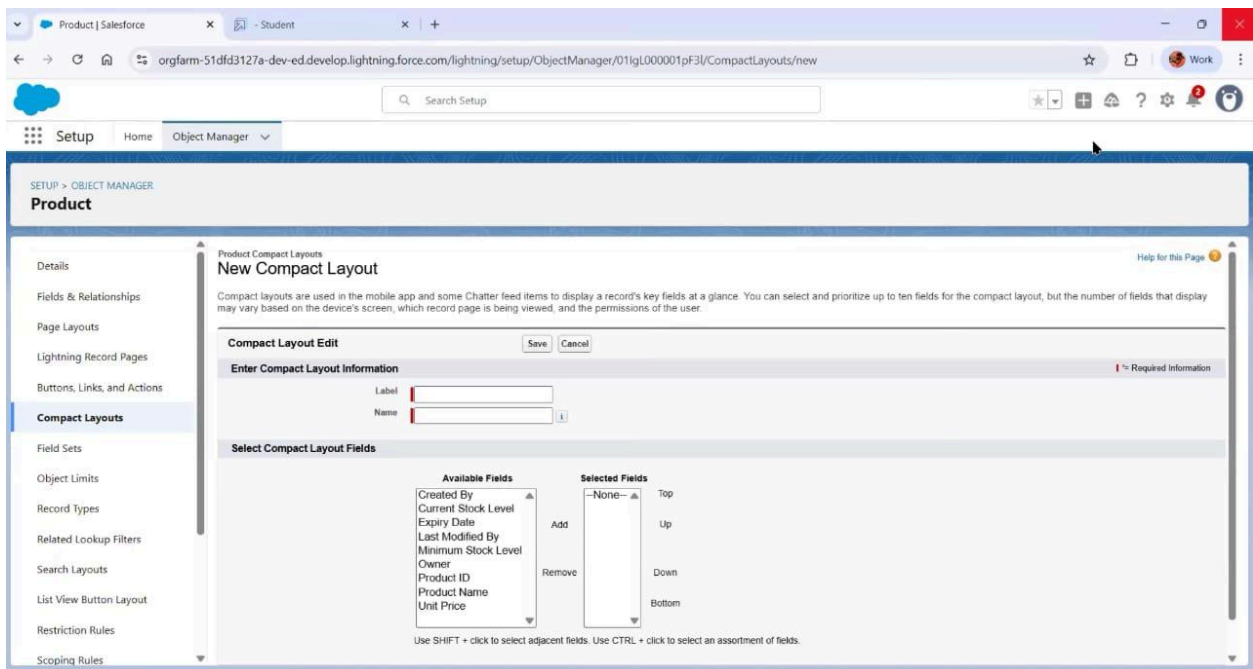 Product | Salesforce
- Student
orgfarm-51dfd3127a-dev-ed.develop.lightning.force.com/lightning/setup/ObjectManager/01IgL000001pF3l/CompactLayouts/new
Work
Search Setup
2
Setup
Home
Object Manager
SETUP > OBJECT MANAGER
Product
Details
Fields & Relationships
Page Layouts
Lightning Record Pages
Buttons, Links, and Actions
Compact Layouts
Field Sets
Object Limits
Record Types
Related Lookup Filters
Search Layouts
List View Button Layout
Restriction Rules
Scoping Rules
Product Compact Layouts
New Compact Layout
Help for this Page
Compact layouts are used in the mobile app and some Chatter feed items to display a record's key fields at a glance. You can select and prioritize up to ten fields for the compact layout, but the number of fields that display
may vary based on the device's screen, which record page is being viewed, and the permissions of the user.
Compact Layout Edit
Save
Cancel
Enter Compact Layout Information
= Required Information
Label
Name
i
Select Compact Layout Fields
Available Fields
Created By
Current Stock Level
Expiry Date
Last Modified By
Minimum Stock Level
Owner
Product ID
Product Name
Unit Price
Add
Remove
Selected Fields
--None--
Top
Up
Down
Bottom
Use SHIFT + click to select adjacent fields. Use CTRL + click to select an assortment of fields.